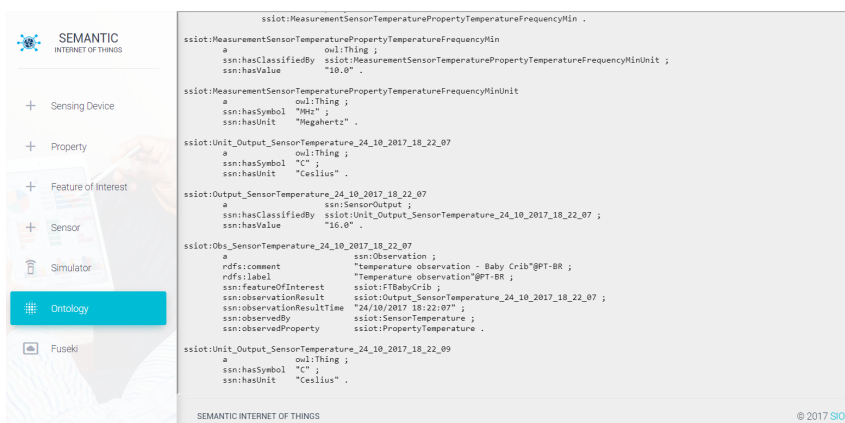 SEMANTIC
INTERNET OF THINGS
Sensing Device
Property
Feature of Interest
Sensor
Simulator
Ontology
Fuseki
ssiot:MeasurementSensorTemperaturePropertyTemperatureFrequencyMin .
ssiot:MeasurementSensorTemperaturePropertyTemperatureFrequencyMin
a owl:Thing ;
ssn:hasClassifiedBy ssiot:MeasurementSensorTemperaturePropertyTemperatureFrequencyMinUnit ;
ssn:hasValue "10.0" .
ssiot:MeasurementSensorTemperaturePropertyTemperatureFrequencyMinUnit
a owl:Thing ;
ssn:hasSymbol "MHz" ;
ssn:hasUnit "Megahertz" .
ssiot:Unit_Output_SensorTemperature_24_10_2017_18_22_07
a owl:Thing ;
ssn:hasSymbol "C" ;
ssn:hasUnit "Ceslius" .
ssiot:Output_SensorTemperature_24_10_2017_18_22_07
a ssn:SensorOutput ;
ssn:hasClassifiedBy ssiot:Unit_Output_SensorTemperature_24_10_2017_18_22_07 ;
ssn:hasValue "16.0" .
ssiot:Obs_SensorTemperature_24_10_2017_18_22_07
a ssn:Observation ;
rdfs:comment "temperature observation - Baby Crib"@PT-BR ;
rdfs:label "Temperature observation"@PT-BR ;
ssn:featureOfInterest ssiot:FTBabyCrib ;
ssn:observationResult ssiot:Output_SensorTemperature_24_10_2017_18_22_07 ;
ssn:observationResultTime "24/10/2017 18:22:07" ;
ssn:observedBy ssiot:SensorTemperature ;
ssn:observedProperty ssiot:PropertyTemperature .
ssiot:Unit_Output_SensorTemperature_24_10_2017_18_22_09
a owl:Thing ;
ssn:hasSymbol "C" ;
ssn:hasUnit "Ceslius" .
SEMANTIC INTERNET OF THINGS
© 2017 SIO